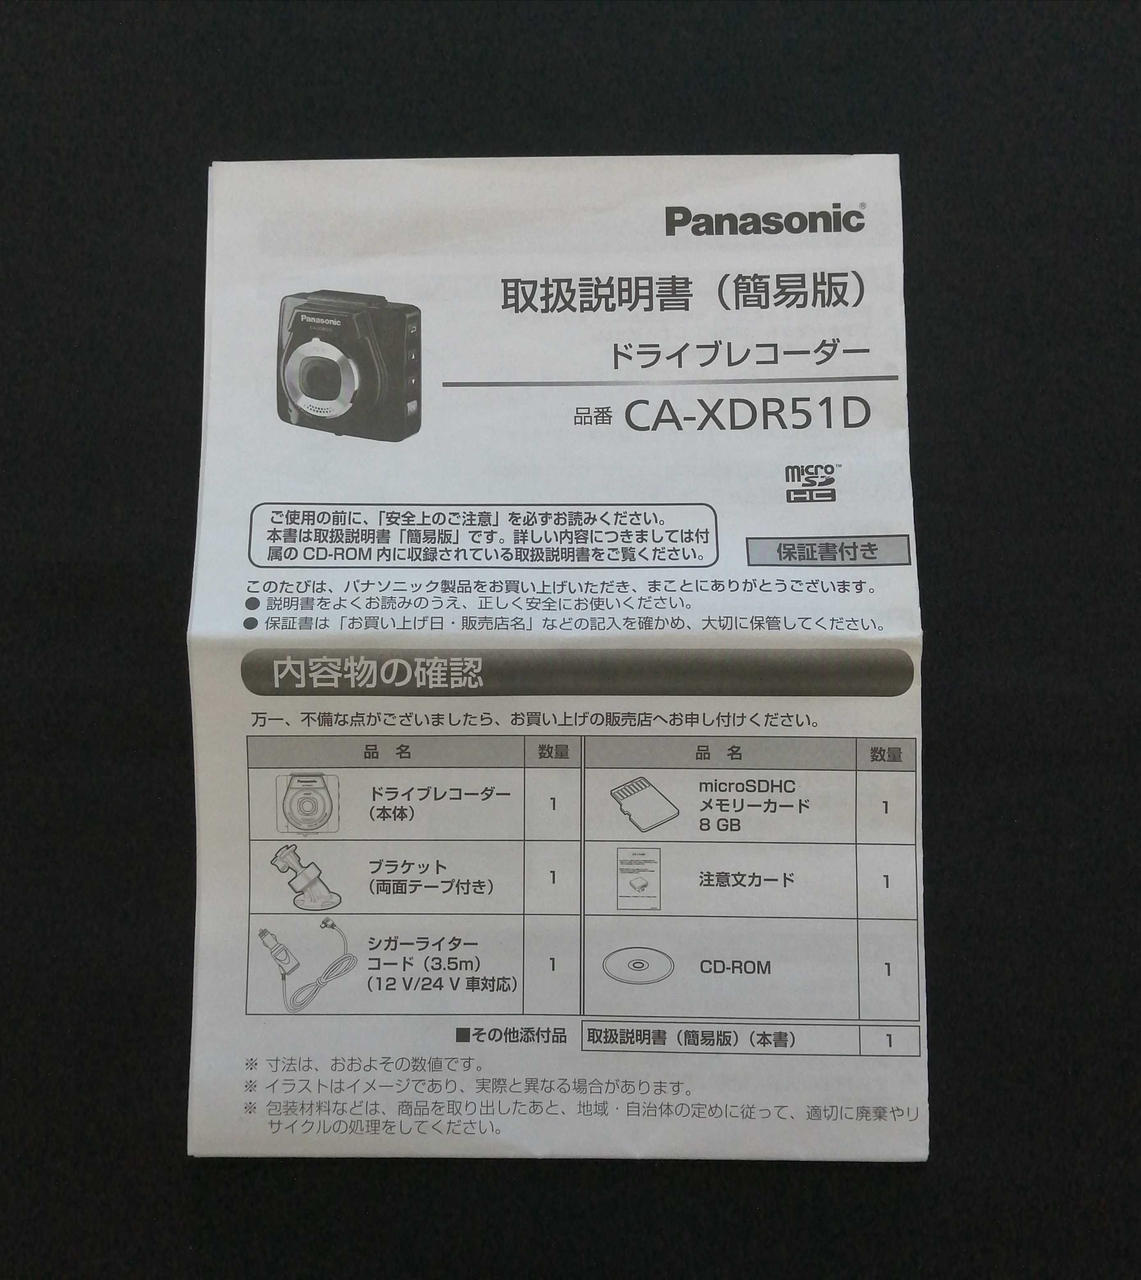 Panasonic®
取扱説明書（簡易版）
ドライブレコーダー
品番 CA-XDR51D
Panasonic
micro SD HC™
ご使用の前に、「安全上のご注意」を必ずお読みください。
本書は取扱説明書「簡易版」です。詳しい内容につきましては付
属の CD-ROM 内に収録されている取扱説明書をご覧ください。
保証書付き
このたびは、パナソニック製品をお買い上げいただき、まことにありがとうございます。
● 説明書をよくお読みのうえ、正しく安全にお使いください。
● 保証書は「お買い上げ日・販売店名」などの記入を確かめ、大切に保管してください。
内容物の確認
万一、不備な点がございましたら、お買い上げの販売店へお申し付けください。
品 名 数量 品 名 数量
ドライブレコーダー
（本体）
1
microSDHC
メモリーカード
8 GB
1
ブラケット
（両面テープ付き）
1
注意文カード
1
シガーライター
コード（3.5m）
（12 V/24 V 車対応）
1
CD-ROM
1
■その他添付品 取扱説明書（簡易版）（本書） 1
※ 寸法は、おおよその数値です。
※ イラストはイメージであり、実際と異なる場合があります。
※ 包装材料などは、商品を取り出したあと、地域・自治体の定めに従って、適切に廃棄やリ
サイクルの処理をしてください。